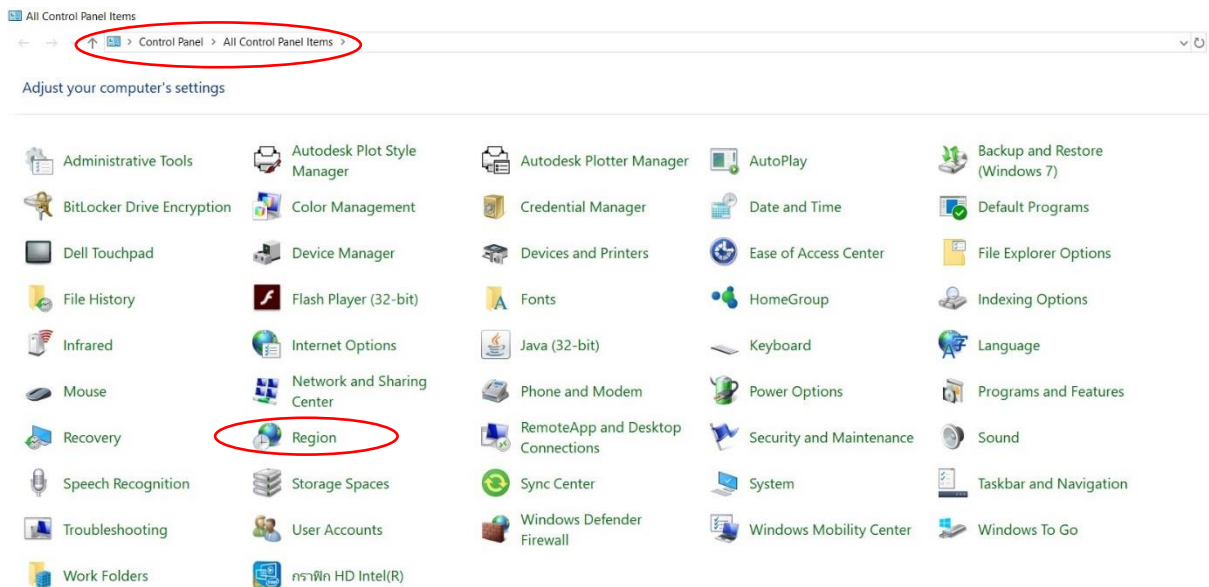 All Control Panel Items
Control Panel > All Control Panel Items >
Adjust your computer's settings
Administrative Tools
Autodesk Plot Style
Manager
Autodesk Plotter Manager
AutoPlay
Backup and Restore
(Windows 7)
BitLocker Drive Encryption
Color Management
Credential Manager
Date and Time
Default Programs
Dell Touchpad
Device Manager
Devices and Printers
Ease of Access Center
File Explorer Options
File History
Flash Player (32-bit)
Fonts
HomeGroup
Indexing Options
Infrared
Internet Options
Java (32-bit)
Keyboard
Language
Mouse
Network and Sharing
Center
Phone and Modem
Power Options
Programs and Features
Recovery
Region
RemoteApp and Desktop
Connections
Security and Maintenance
Sound
Speech Recognition
Storage Spaces
Sync Center
System
Taskbar and Navigation
Troubleshooting
User Accounts
Windows Defender
Firewall
Windows Mobility Center
Windows To Go
Work Folders
กราฟิก HD Intel(R)